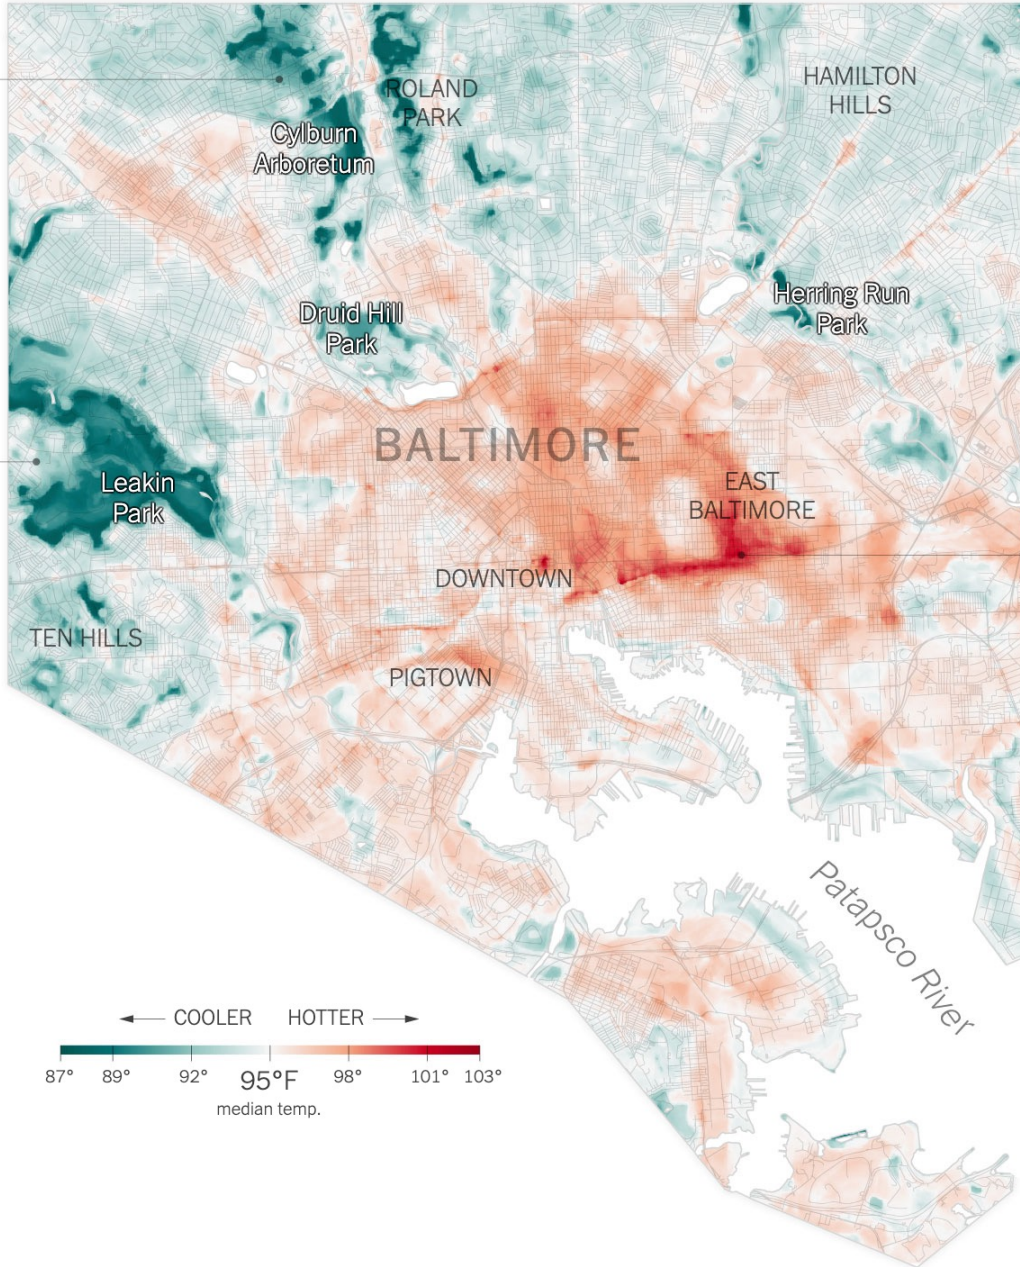 ROLAND
PARK
HAMILTON
HILLS
Cylburn
Arboretum
Druid Hill
Park
Herring Run
Park
BALTIMORE
Leakin
Park
EAST
BALTIMORE
DOWNTOWN
TEN HILLS
PIGTOWN
Patapsco River
COOLER HOTTER
87° 89° 92° 95°F 98° 101° 103°
median temp.